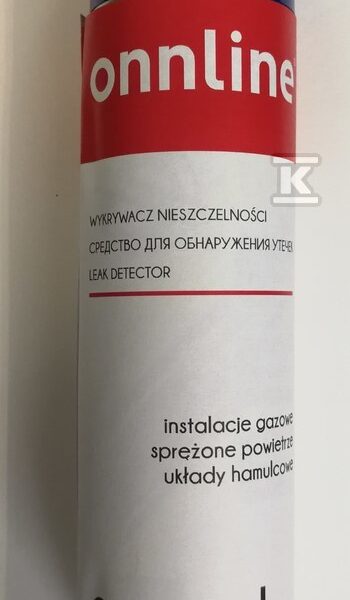 onnline
K
WYKRYWACZ NIESZCZELNOŚCI
СРЕДСТВО ДЛЯ ОБНАРУЖЕНИЯ УТЕЧЕК
LEAK DETECTOR
instalacje gazowe
sprężone powietrze
układy hamulcowe